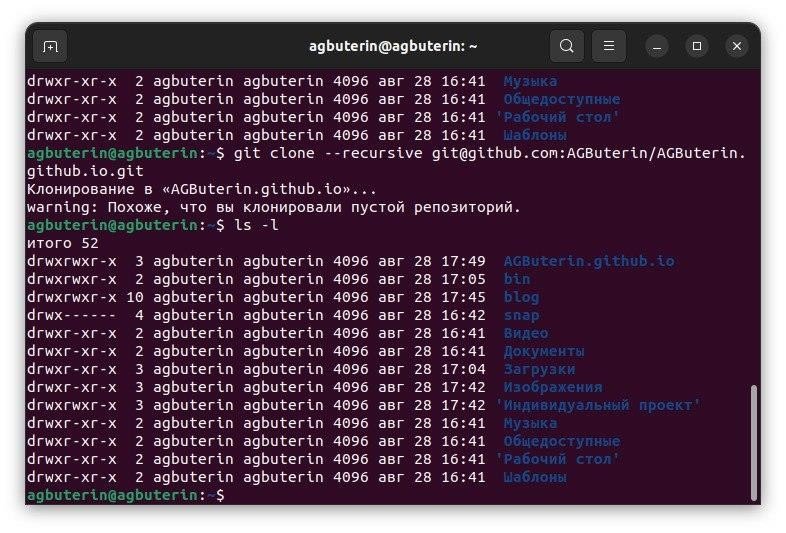 agbuterin@agbuterin: ~
drwxr-xr-x  2 agbuterin agbuterin 4096 авг 28 16:41  Музыка
drwxr-xr-x  2 agbuterin agbuterin 4096 авг 28 16:41  Общедоступные
drwxr-xr-x  2 agbuterin agbuterin 4096 авг 28 16:41 'Рабочий стол'
drwxr-xr-x  2 agbuterin agbuterin 4096 авг 28 16:41  Шаблоны
agbuterin@agbuterin:~$ git clone --recursive git@github.com:AGButerin/AGButerin.
github.io.git
Клонирование в «AGButerin.github.io»...
warning: Похоже, что вы клонировали пустой репозиторий.
agbuterin@agbuterin:~$ ls -l
итого 52
drwxrwxr-x  3 agbuterin agbuterin 4096 авг 28 17:49  AGButerin.github.io
drwxrwxr-x  2 agbuterin agbuterin 4096 авг 28 17:05  bin
drwxrwxr-x 10 agbuterin agbuterin 4096 авг 28 17:45  blog
drwx------  4 agbuterin agbuterin 4096 авг 28 16:42  snap
drwxr-xr-x  2 agbuterin agbuterin 4096 авг 28 16:41  Видео
drwxr-xr-x  2 agbuterin agbuterin 4096 авг 28 16:41  Документы
drwxr-xr-x  3 agbuterin agbuterin 4096 авг 28 17:04  Загрузки
drwxr-xr-x  3 agbuterin agbuterin 4096 авг 28 17:42  Изображения
drwxrwxr-x  3 agbuterin agbuterin 4096 авг 28 17:42 'Индивидуальный проект'
drwxr-xr-x  2 agbuterin agbuterin 4096 авг 28 16:41  Музыка
drwxr-xr-x  2 agbuterin agbuterin 4096 авг 28 16:41  Общедоступные
drwxr-xr-x  2 agbuterin agbuterin 4096 авг 28 16:41 'Рабочий стол'
drwxr-xr-x  2 agbuterin agbuterin 4096 авг 28 16:41  Шаблоны
agbuterin@agbuterin:~$